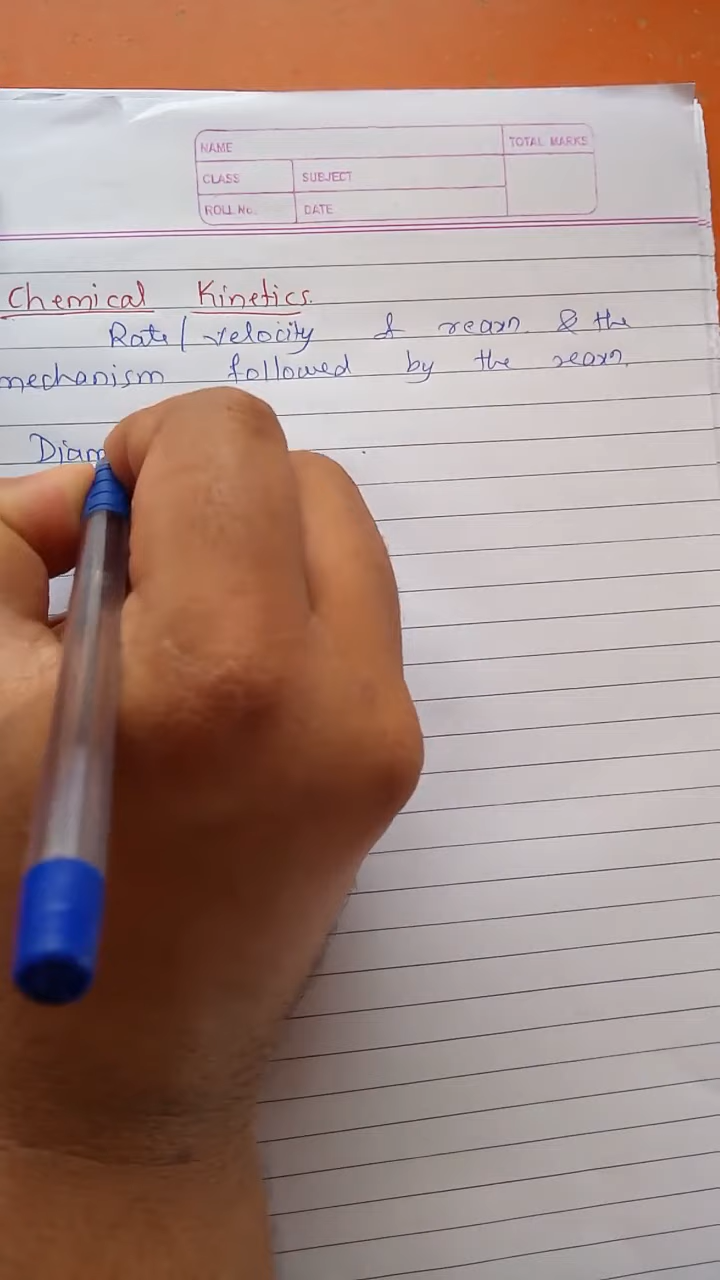 NAME
TOTAL MARKS
CLASS
SUBJECT
ROLL No.
DATE
Chemical Kinetics.
Rate / velocity of reaxn. & the
mechanism followed by the reaxn.
Diam